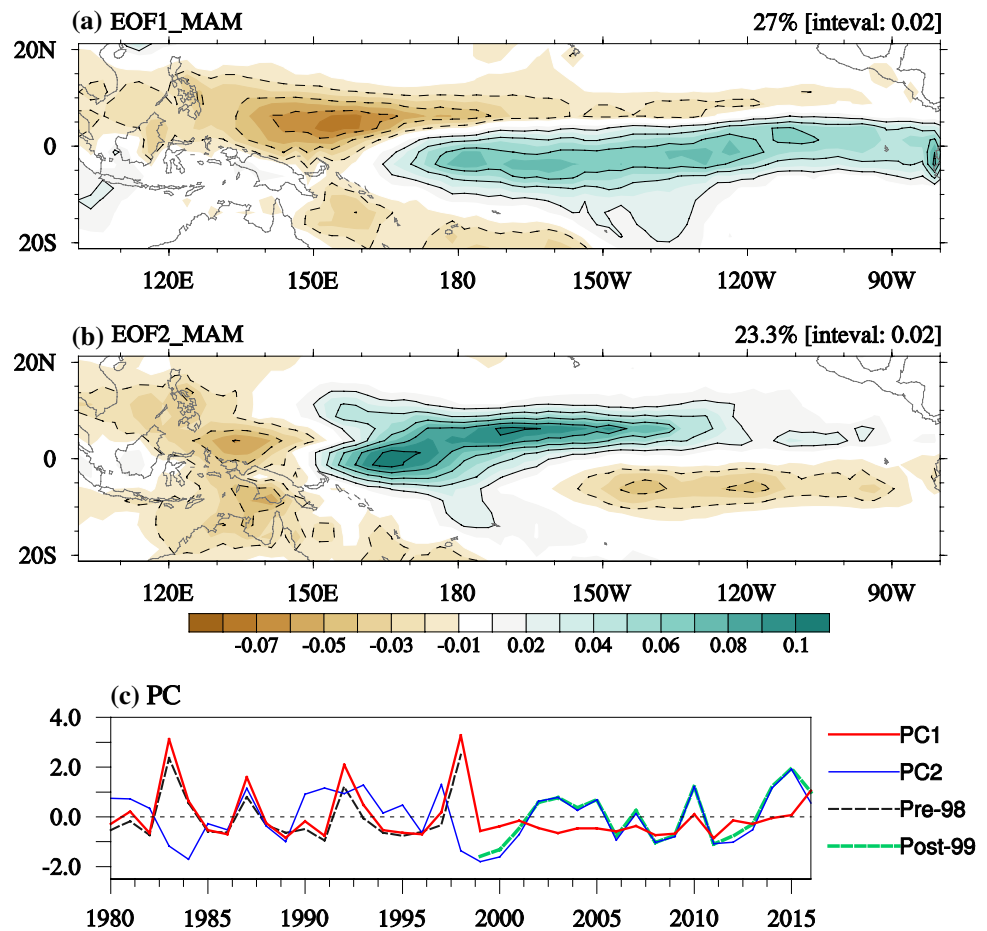 (a) EOF1_MAM 27% [inteval: 0.02]
20N
0
20S
120E 150E 180 150W 120W 90W
(b) EOF2_MAM 23.3% [inteval: 0.02]
20N
0
20S
120E 150E 180 150W 120W 90W
-0.07 -0.05 -0.03 -0.01 0.02 0.04 0.06 0.08 0.1
(c) PC
4.0
2.0
0.0
-2.0
PC1
PC2
Pre-98
Post-99
1980 1985 1990 1995 2000 2005 2010 2015